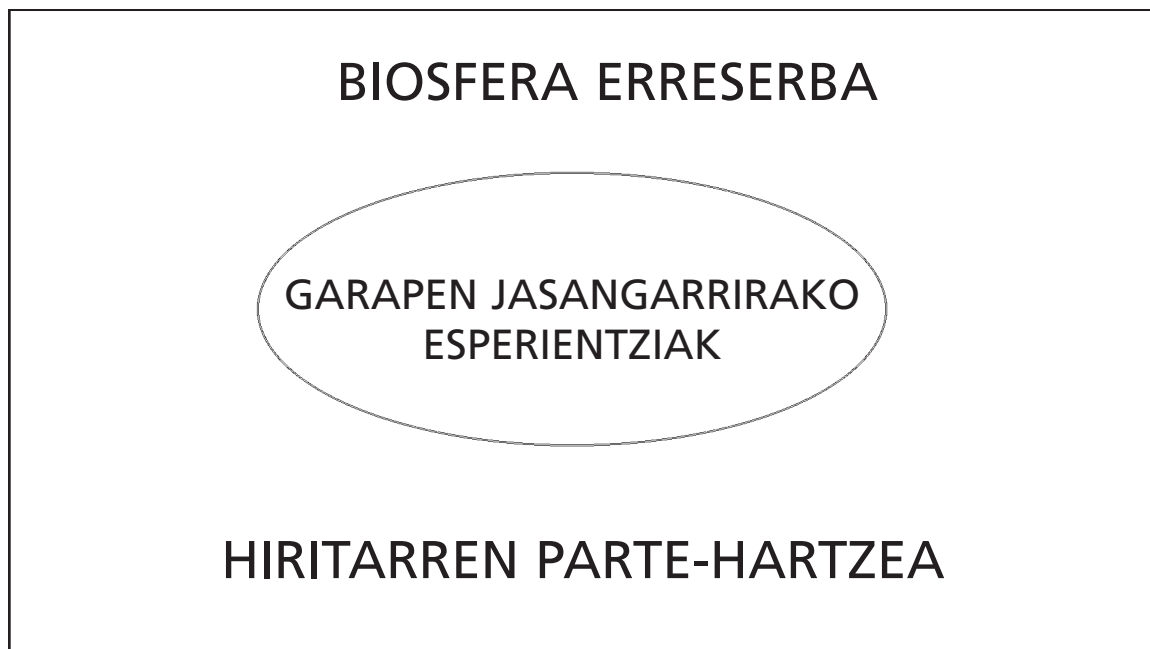 BIOSFERA ERRESERBA
GARAPEN JASANGARRIRAKO
ESPERIENTZIAK
HIRITARREN PARTE-HARTZEA